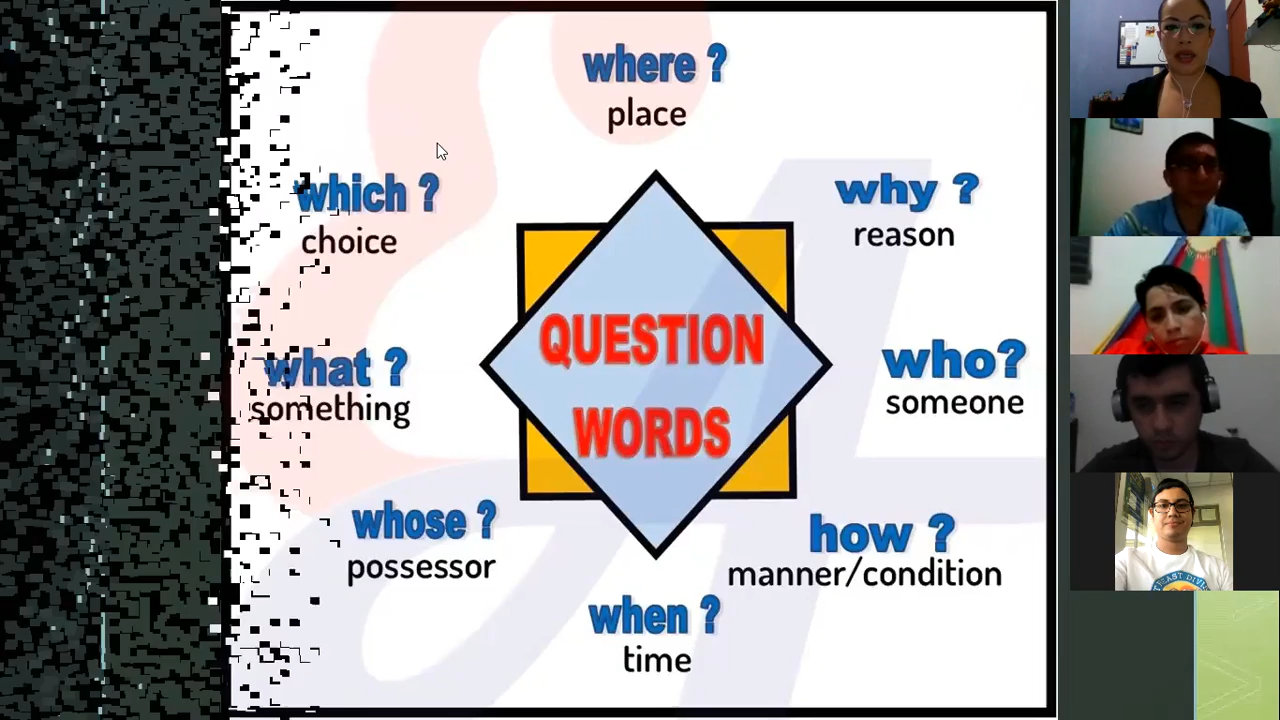 where ?
place
which ?
choice
why ?
reason
QUESTION
WORDS
what ?
something
who?
someone
whose ?
possessor
how ?
manner/condition
when ?
time